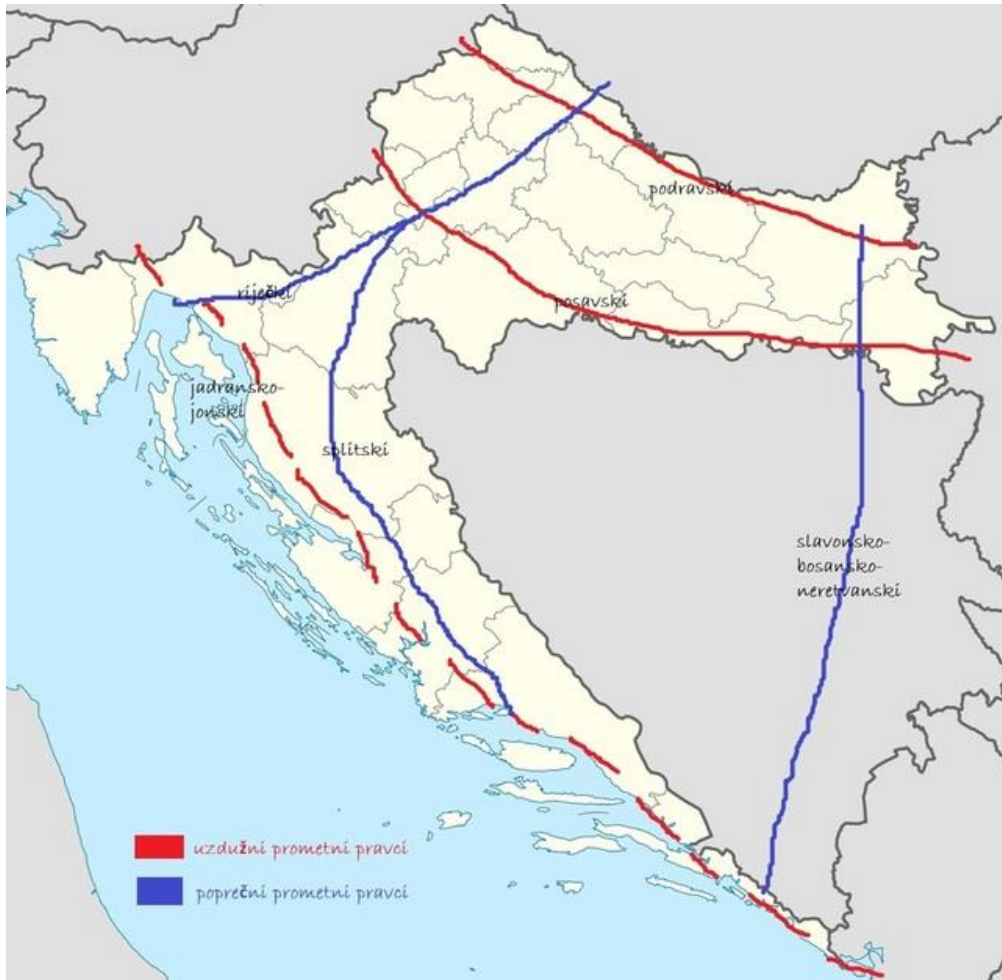 podravski
riječki
posavski
jadransko-
jonski
splitski
slavonsko-
bosansko-
neretvanski
uzdužni prometni pravci
poprečni prometni pravci